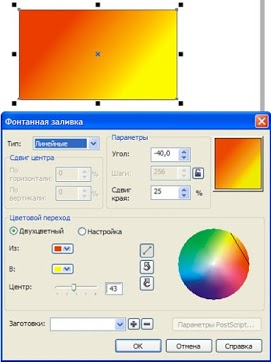 Фонтанная заливка
Тип: Линейные
Сдвиг центра
По горизонтали: 0 %
По вертикали: 0 %
Параметры
Угол: -40,0
Шаги: 256
Сдвиг края: 25 %
Цветовой переход
Двухцветный Настройка
Из:
В:
Центр: 43
Заготовки:
Параметры PostScript...
OK Отмена Справка